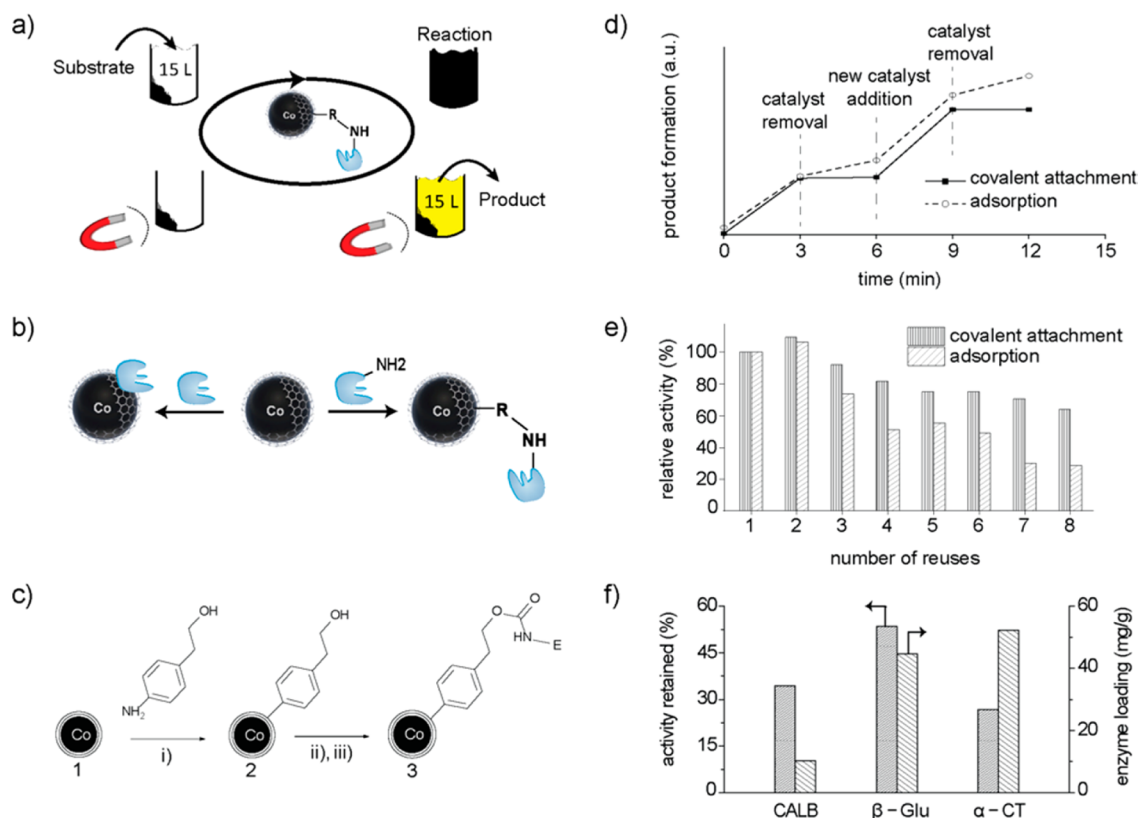 a)
Substrate
15 L
Reaction
Co
R
NH
15 L
Product
b)
Co
Co
NH2
Co
R
NH
c)
OH
NH2
Co
1
i)
OH
Co
2
ii), iii)
O
O
HN
E
Co
3
d)
product formation (a.u.)
catalyst
removal
new catalyst
addition
catalyst
removal
covalent attachment
adsorption
0
3
6
9
12
15
time (min)
e)
relative activity (%)
100
80
60
40
20
0
covalent attachment
adsorption
1
2
3
4
5
6
7
8
number of reuses
f)
activity retained (%)
60
45
30
15
0
60
40
20
0
enzyme loading (mg/g)
CALB
β – Glu
α – CT